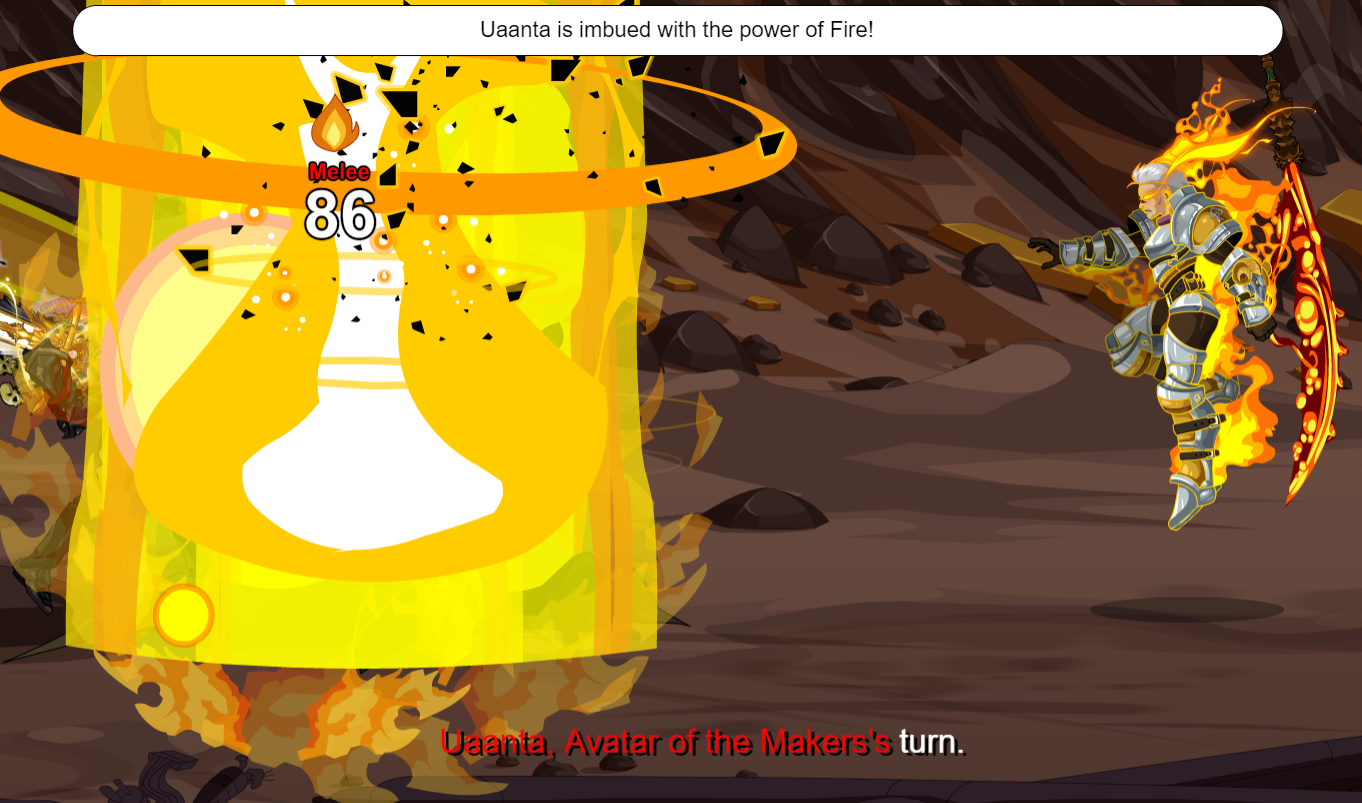 Uaanta is imbued with the power of Fire!
Melee
86
Uaanta, Avatar of the Makers's turn.